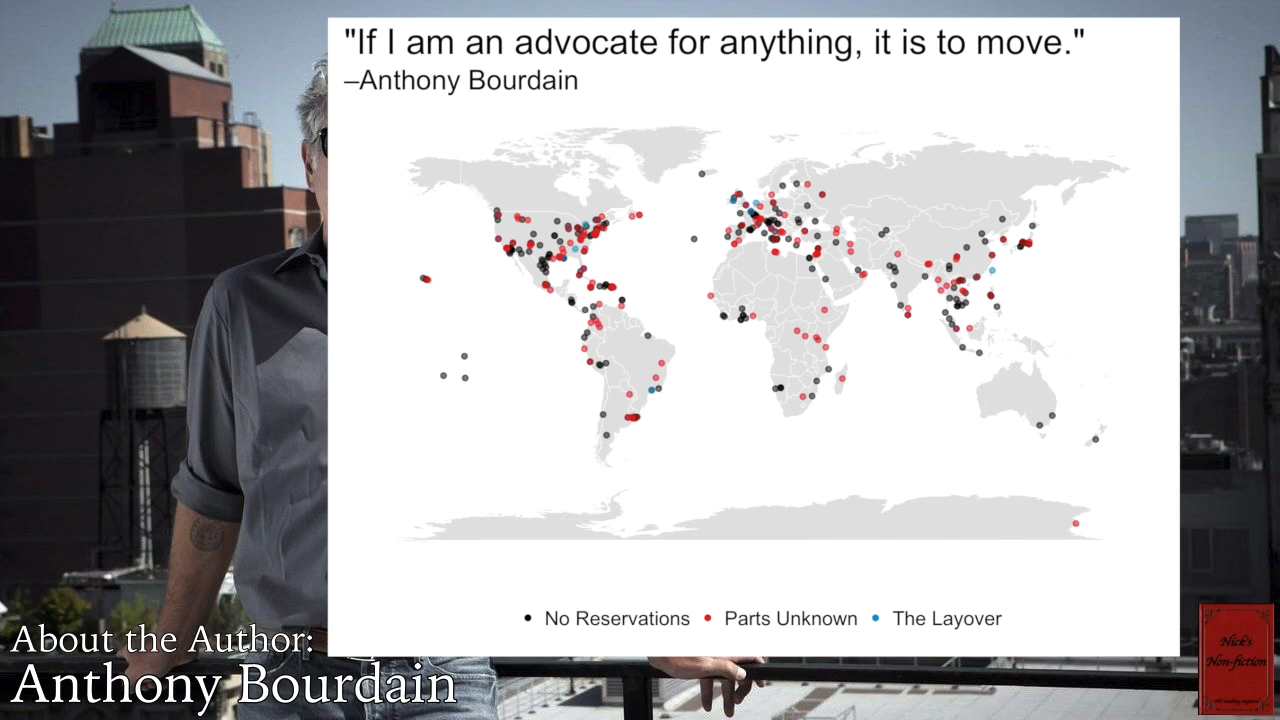 "If I am an advocate for anything, it is to move."
–Anthony Bourdain
No Reservations
Parts Unknown
The Layover
About the Author:
Anthony Bourdain
Nick's
Non-fiction